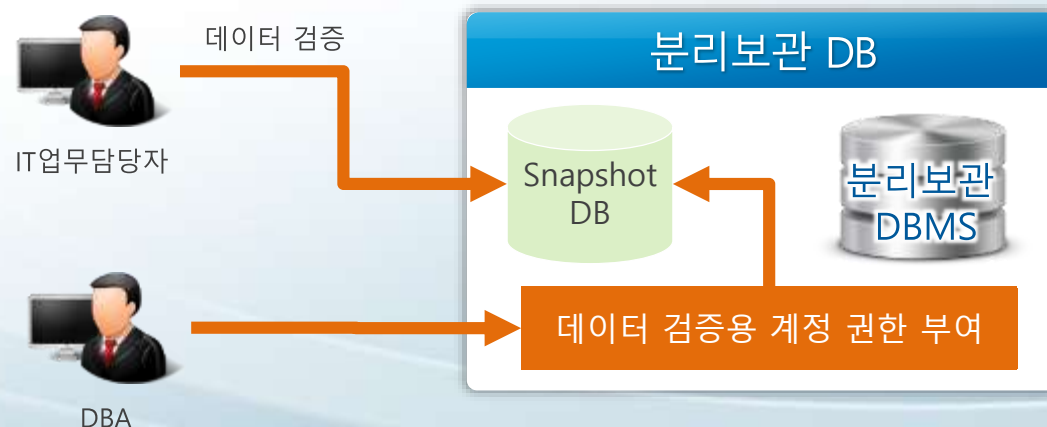 데이터 검증
IT업무담당자
분리보관 DB
Snapshot
DB
분리보관
DBMS
데이터 검증용 계정 권한 부여
DBA